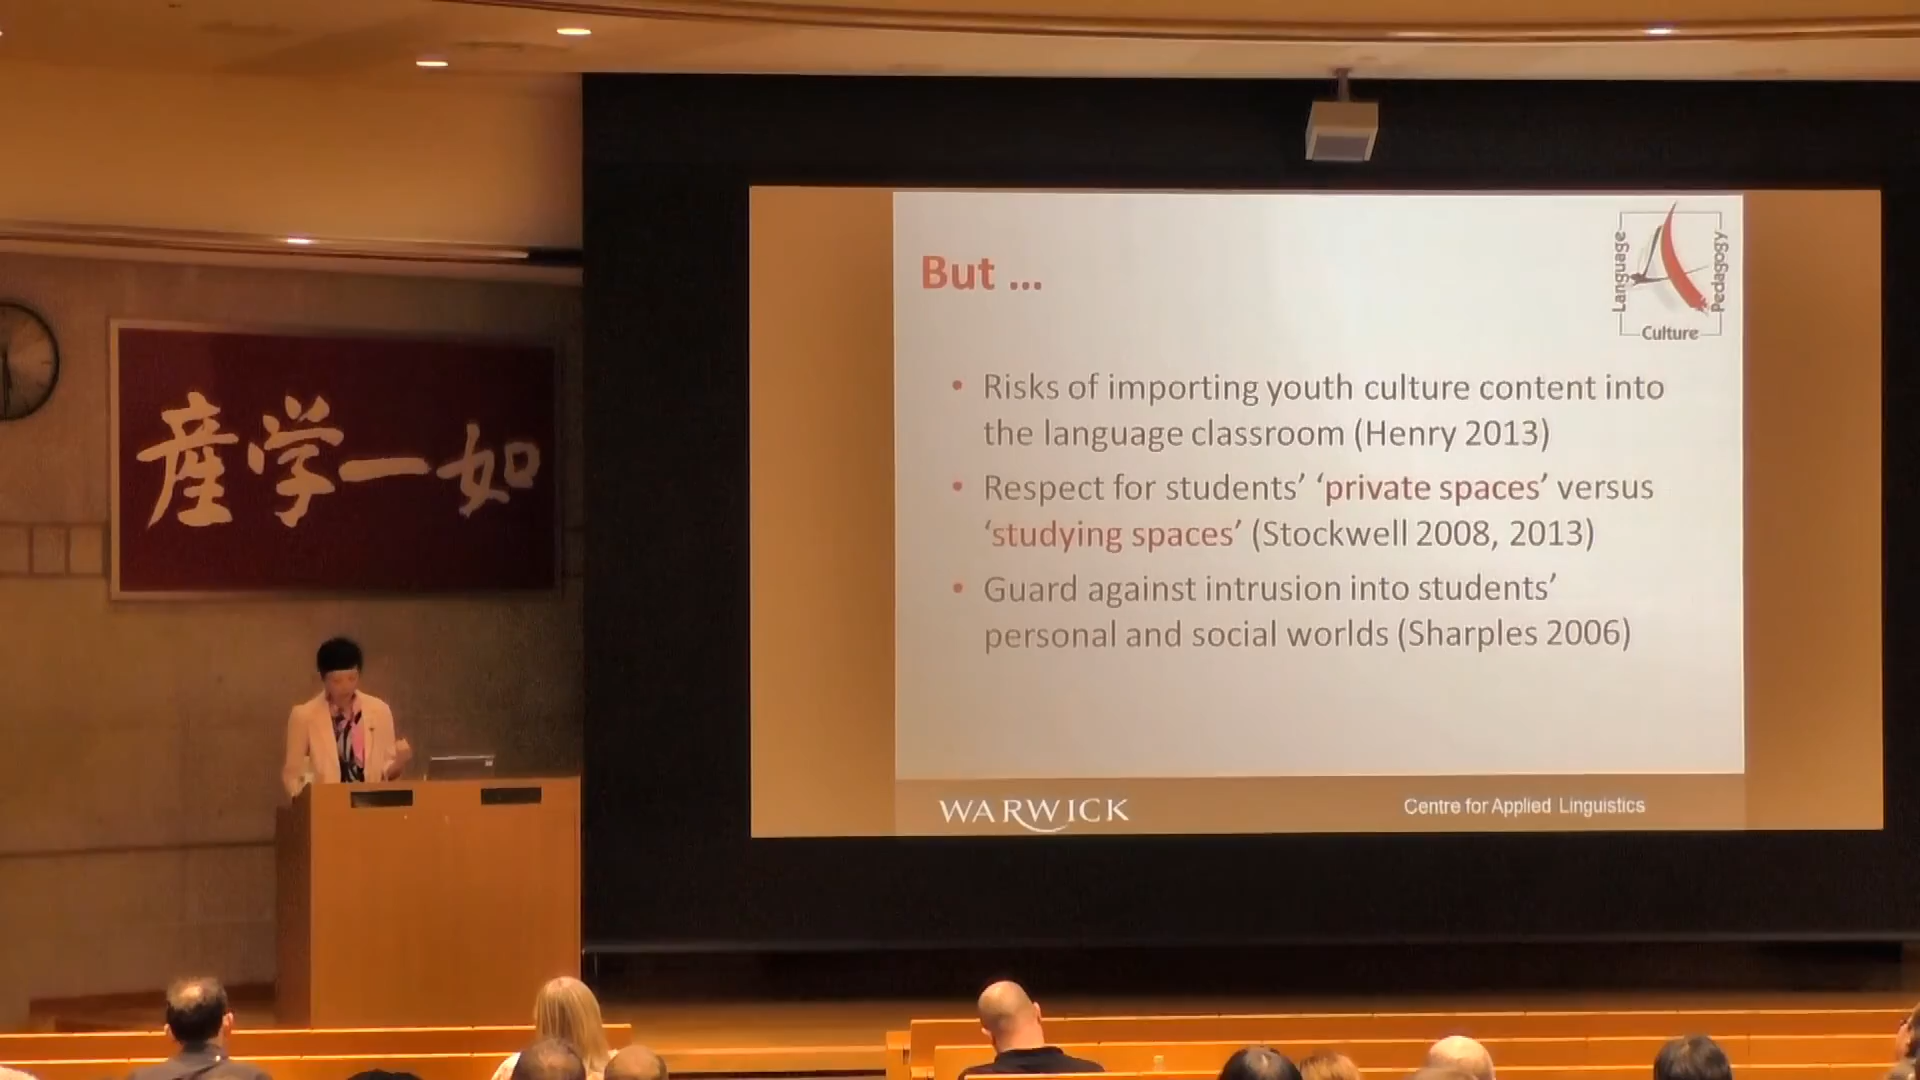 産学一如
But ...
Language
Pedagogy
Culture
• Risks of importing youth culture content into
the language classroom (Henry 2013)
• Respect for students’ ‘private spaces’ versus
‘studying spaces’ (Stockwell 2008, 2013)
• Guard against intrusion into students’
personal and social worlds (Sharples 2006)
WARWICK
Centre for Applied Linguistics